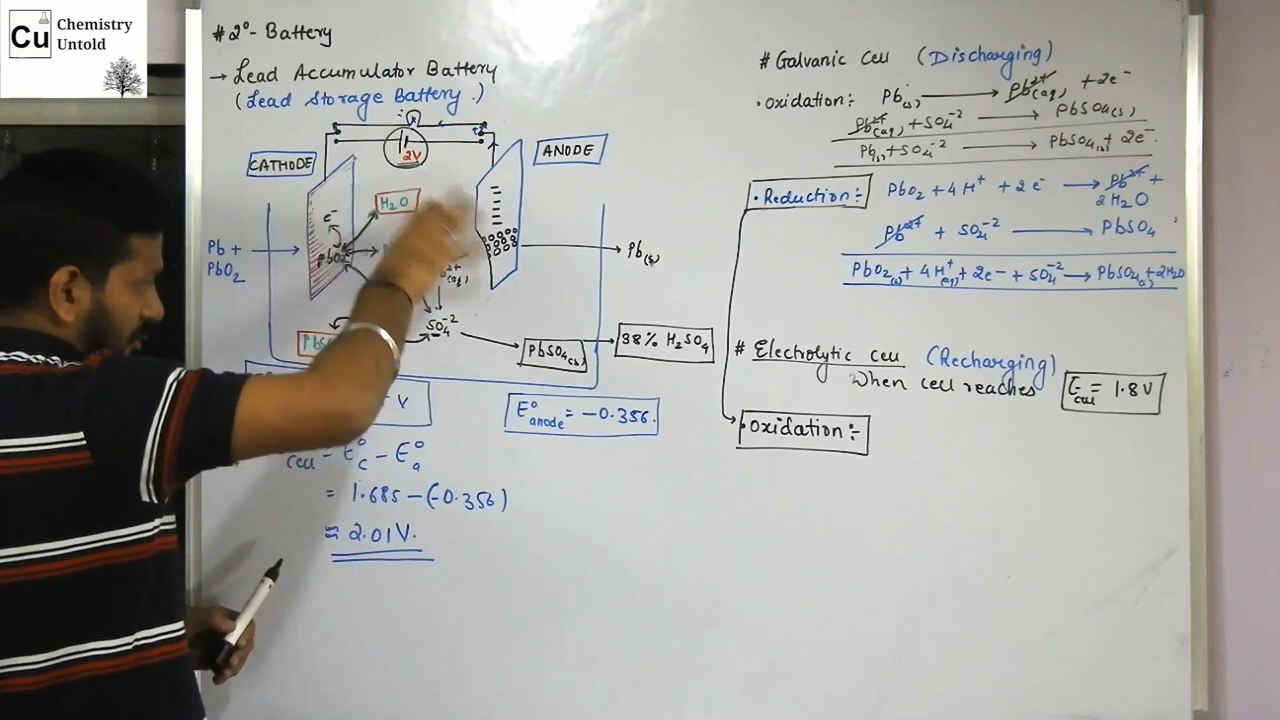 Cu
Chemistry
Untold
# 2°- Battery
→ Lead Accumulator Battery
(Lead Storage Battery.)
CATHODE
2V
ANODE
H₂O
e⁻
Pb +
PbO₂
PbO₂
(aq)
SO₄⁻²
Pb(s)
PbSO₄(s)
38% H₂SO₄
V
E°anode = -0.356.
cell - E°c - E°a
= 1.685 - (-0.356)
≈ 2.01V.
# Galvanic Cell (Discharging)
• oxidation: Pb(s) → Pb²⁺(aq) + 2e⁻
Pb²⁺(aq) + SO₄⁻² → PbSO₄(s)
Pb(s) + SO₄⁻² → PbSO₄(s) + 2e⁻.
• Reduction:- PbO₂ + 4H⁺ + 2e⁻ → Pb²⁺ +
2H₂O
Pb²⁺ + SO₄⁻² → PbSO₄
PbO₂(s) + 4H⁺(aq) + 2e- + SO₄⁻² → PbSO₄(s) + 2H₂O
# Electrolytic cell (Recharging)
When cell reaches Ecell = 1.8V
• Oxidation:-